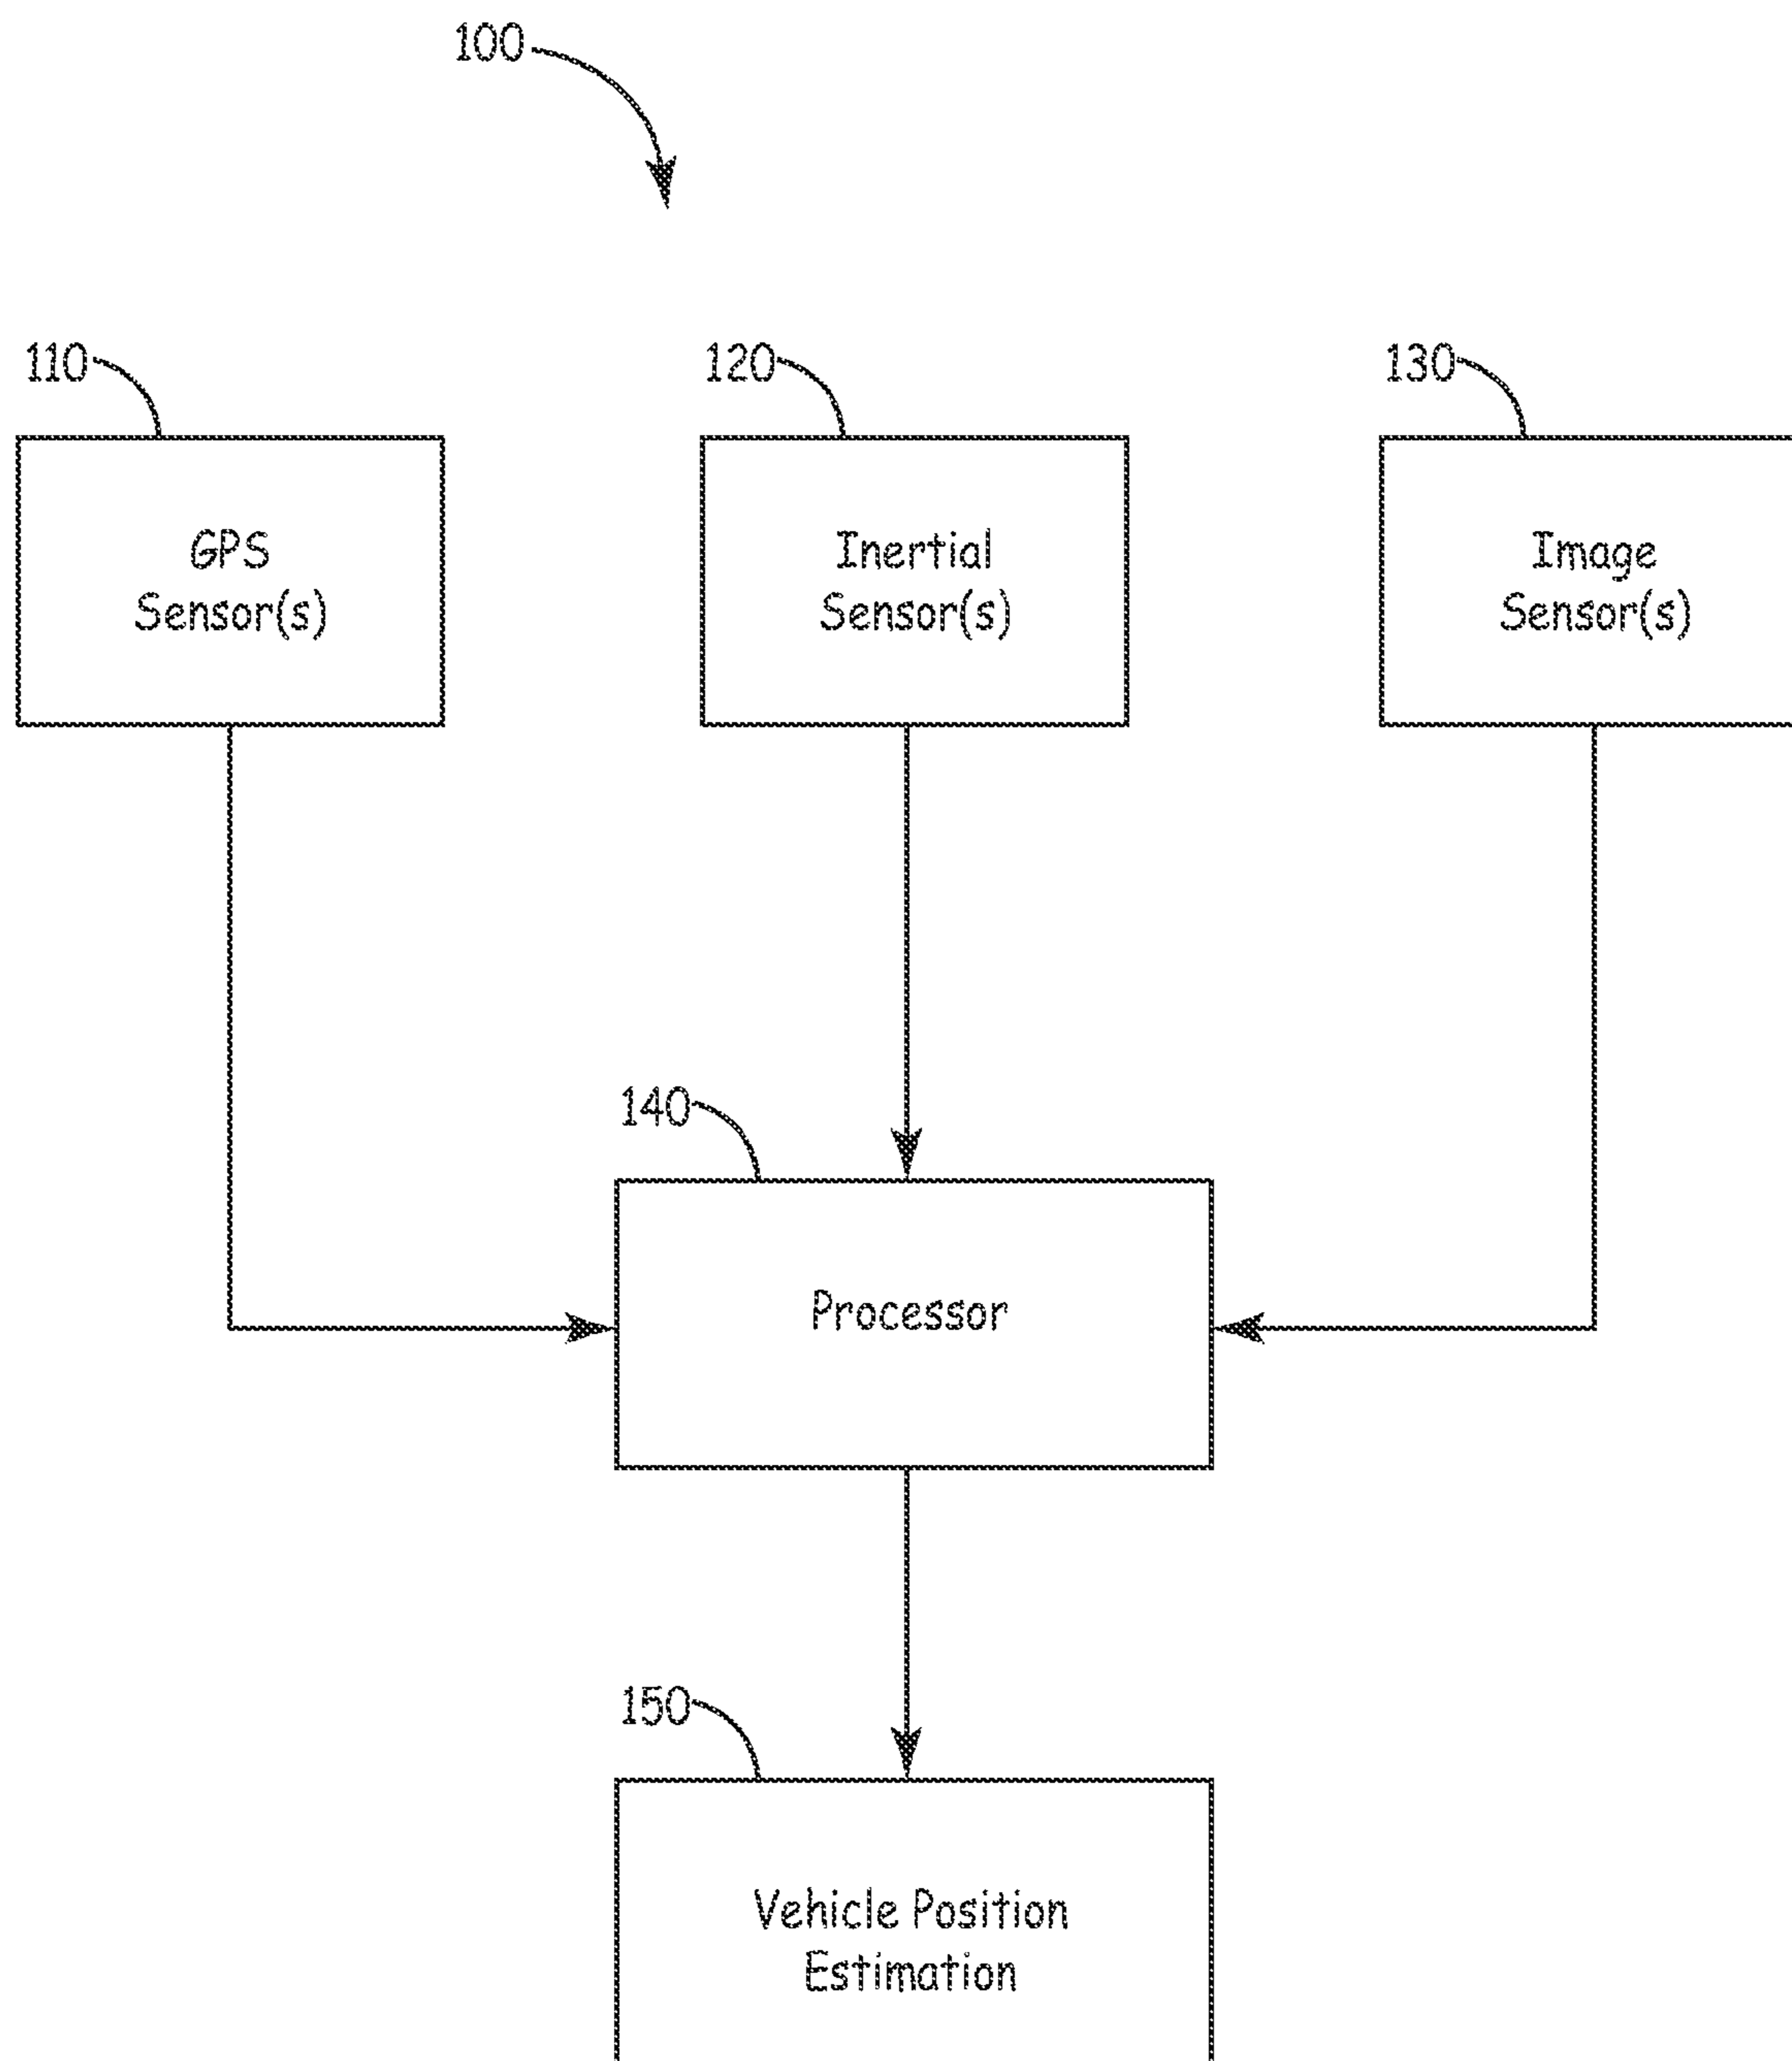 100
110
120
130
GPS
Sensor(s)
Inertial
Sensor(s)
Image
Sensor(s)
140
Processor
150
Vehicle Position
Estimation